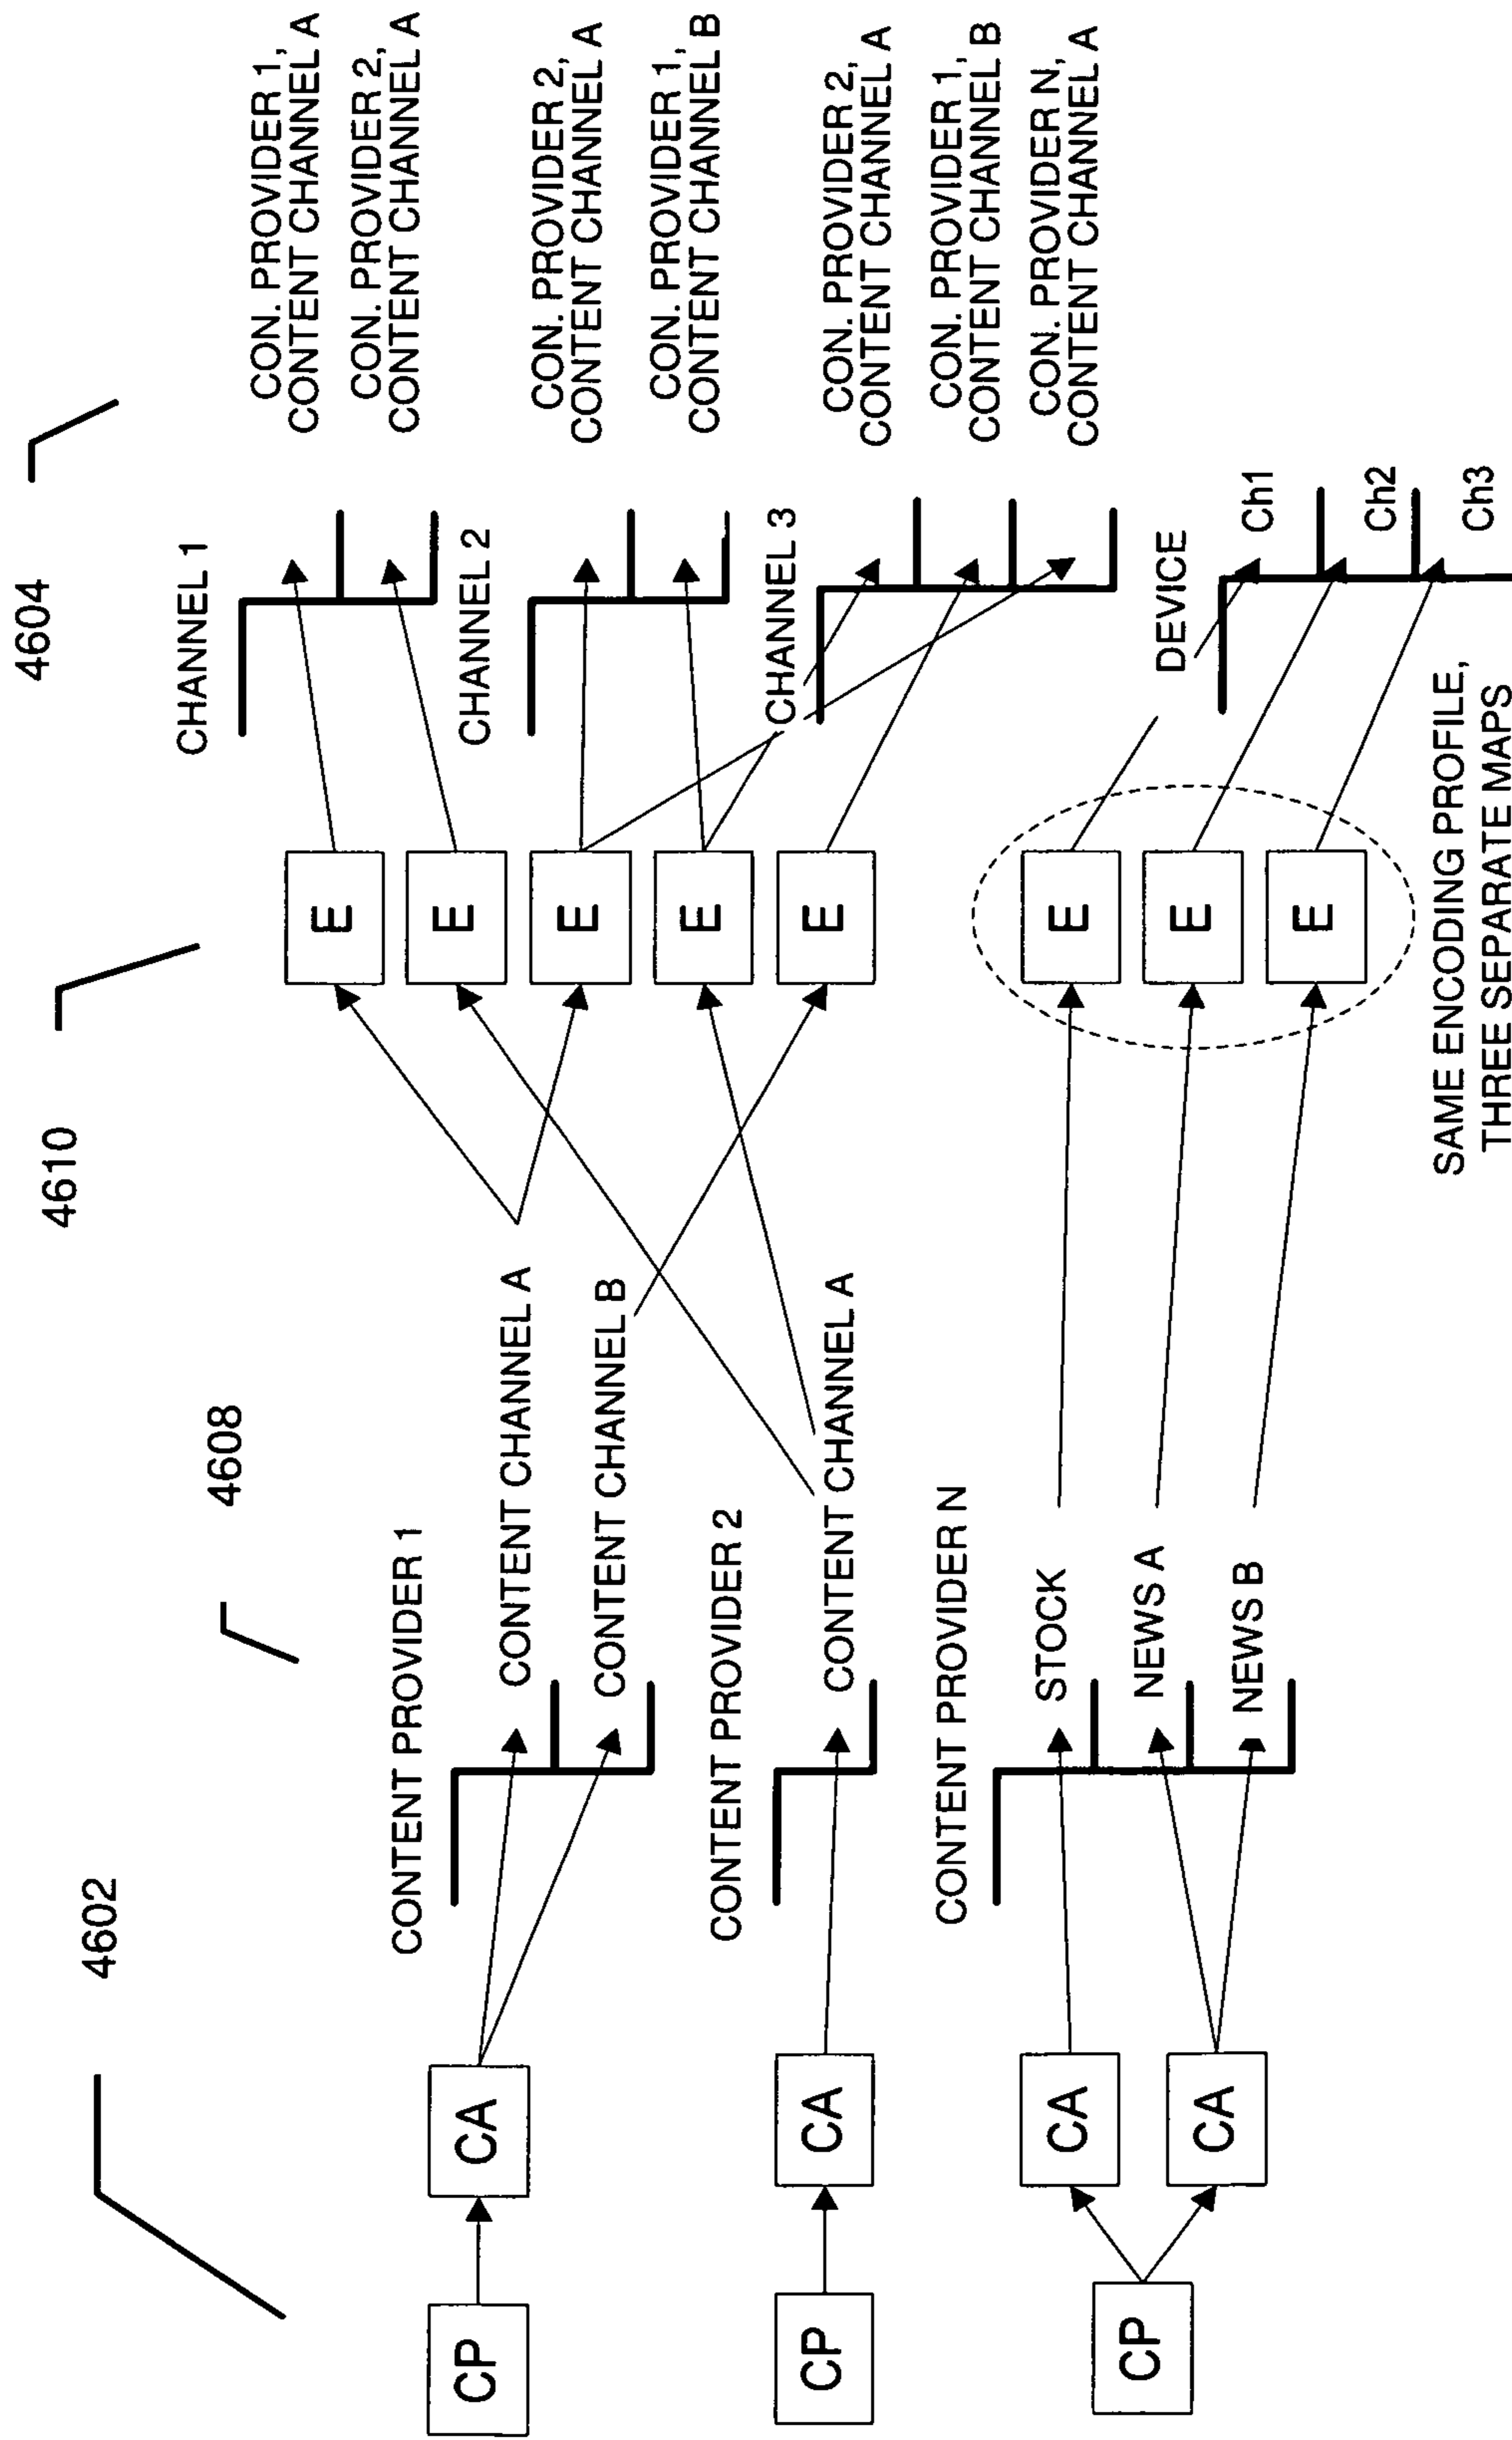 4602
4608
4610
4604
CP
CA
CONTENT PROVIDER 1
CONTENT CHANNEL A
CONTENT CHANNEL B
CP
CA
CONTENT PROVIDER 2
CONTENT CHANNEL A
CP
CA
CA
CONTENT PROVIDER N
STOCK
NEWS A
NEWS B
E
E
E
E
E
E
E
E
SAME ENCODING PROFILE,
THREE SEPARATE MAPS
CHANNEL 1
CON. PROVIDER 1,
CONTENT CHANNEL A
CON. PROVIDER 2,
CONTENT CHANNEL A
CHANNEL 2
CON. PROVIDER 2,
CONTENT CHANNEL A
CON. PROVIDER 1,
CONTENT CHANNEL B
CHANNEL 3
CON. PROVIDER 2,
CONTENT CHANNEL A
CON. PROVIDER 1,
CONTENT CHANNEL B
CON. PROVIDER N,
CONTENT CHANNEL A
DEVICE
Ch1
Ch2
Ch3